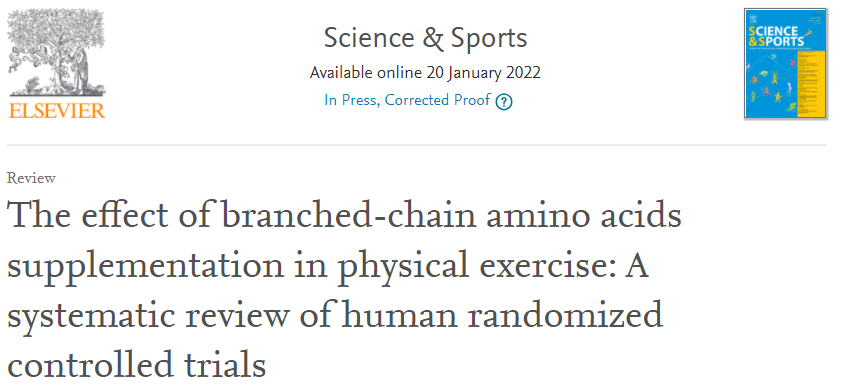 Science & Sports
Available online 20 January 2022
In Press, Corrected Proof ?
ELSEVIER
SCIENCE
&SPORTS
Review
The effect of branched-chain amino acids
supplementation in physical exercise: A
systematic review of human randomized
controlled trials